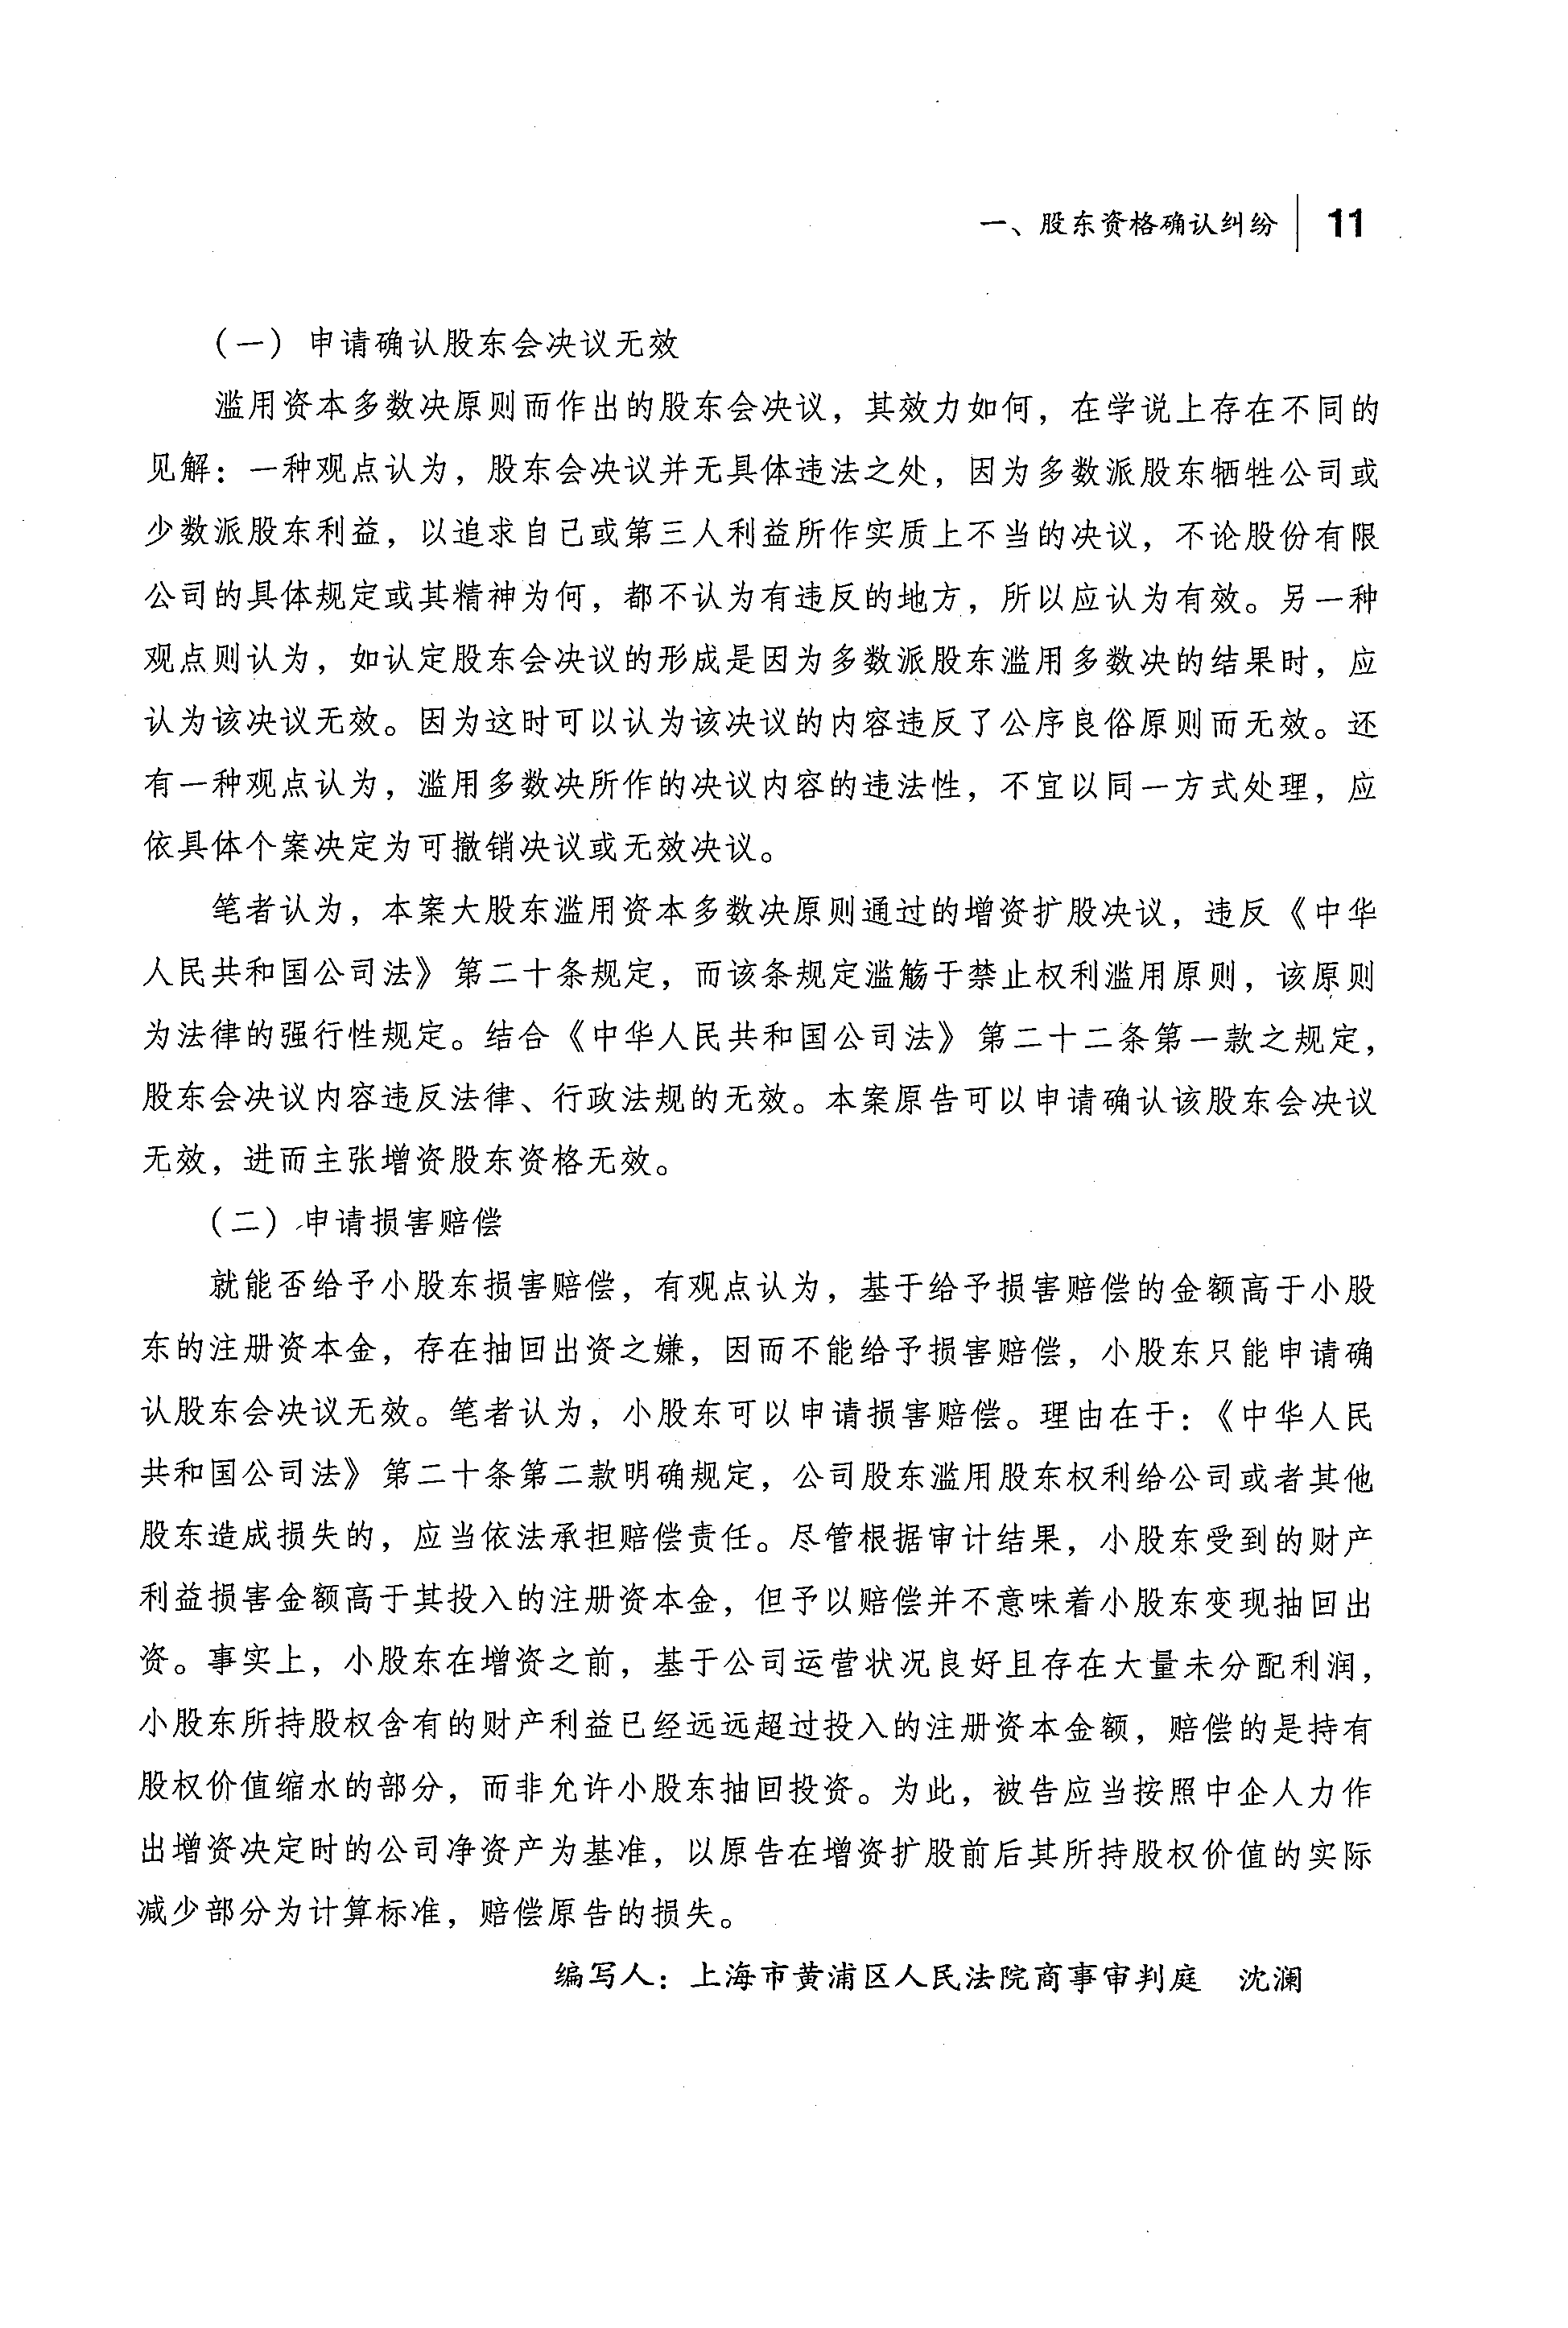 一、股东资格确认纠纷 11
（一）申请确认股东会决议无效
滥用资本多数决原则而作出的股东会决议，其效力如何，在学说上存在不同的
见解：一种观点认为，股东会决议并无具体违法之处，因为多数派股东牺牲公司或
少数派股东利益，以追求自己或第三人利益所作实质上不当的决议，不论股份有限
公司的具体规定或其精神为何，都不认为有违反的地方，所以应认为有效。另一种
观点则认为，如认定股东会决议的形成是因为多数派股东滥用多数决的结果时，应
认为该决议无效。因为这时可以认为该决议的内容违反了公序良俗原则而无效。还
有一种观点认为，滥用多数决所作的决议内容的违法性，不宜以同一方式处理，应
依具体个案决定为可撤销决议或无效决议。
笔者认为，本案大股东滥用资本多数决原则通过的增资扩股决议，违反《中华
人民共和国公司法》第二十条规定，而该条规定滥觞于禁止权利滥用原则，该原则
为法律的强行性规定。结合《中华人民共和国公司法》第二十二条第一款之规定，
股东会决议内容违反法律、行政法规的无效。本案原告可以申请确认该股东会决议
无效，进而主张增资股东资格无效。
（二）申请损害赔偿
就能否给予小股东损害赔偿，有观点认为，基于给予损害赔偿的金额高于小股
东的注册资本金，存在抽回出资之嫌，因而不能给予损害赔偿，小股东只能申请确
认股东会决议无效。笔者认为，小股东可以申请损害赔偿。理由在于：《中华人民
共和国公司法》第二十条第二款明确规定，公司股东滥用股东权利给公司或者其他
股东造成损失的，应当依法承担赔偿责任。尽管根据审计结果，小股东受到的财产
利益损害金额高于其投入的注册资本金，但予以赔偿并不意味着小股东变现抽回出
资。事实上，小股东在增资之前，基于公司运营状况良好且存在大量未分配利润，
小股东所持股权含有的财产利益已经远远超过投入的注册资本金额，赔偿的是持有
股权价值缩水的部分，而非允许小股东抽回投资。为此，被告应当按照中企人力作
出增资决定时的公司净资产为基准，以原告在增资扩股前后其所持股权价值的实际
减少部分为计算标准，赔偿原告的损失。
编写人：上海市黄浦区人民法院商事审判庭　沈澜